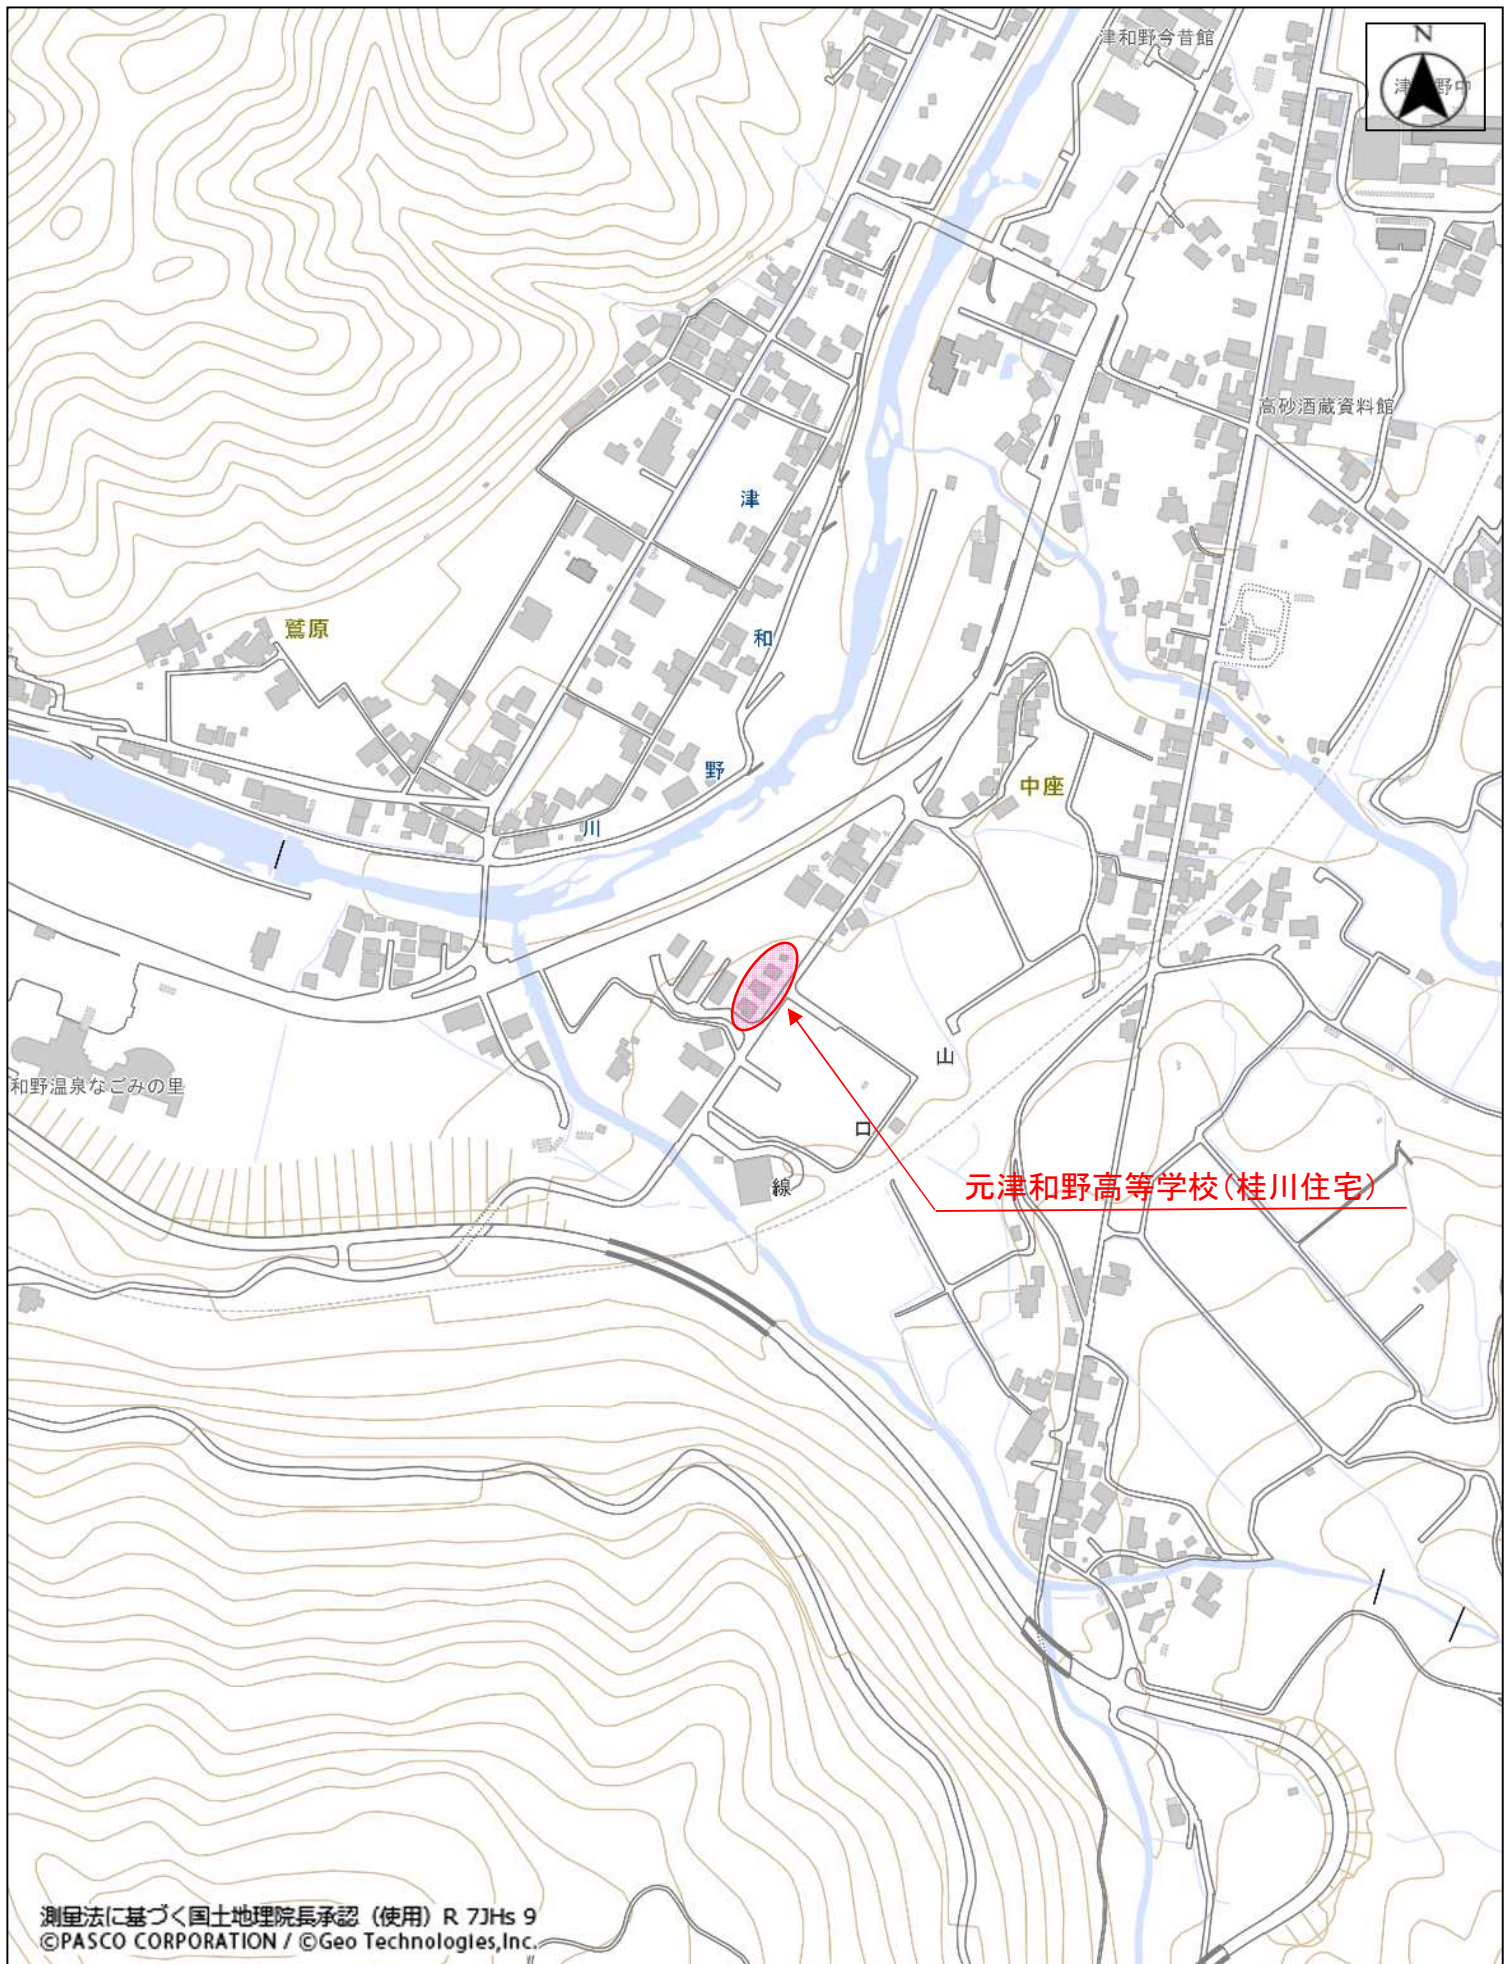 津和野今昔館
N
津 野中
高砂酒蔵資料館
津
和
野
川
鷲原
中座
和野温泉なごみの里
山
口
線
元津和野高等学校(桂川住宅)
測量法に基づく国土地理院長承認（使用）R 7JHs 9
©PASCO CORPORATION / ©Geo Technologies,Inc.